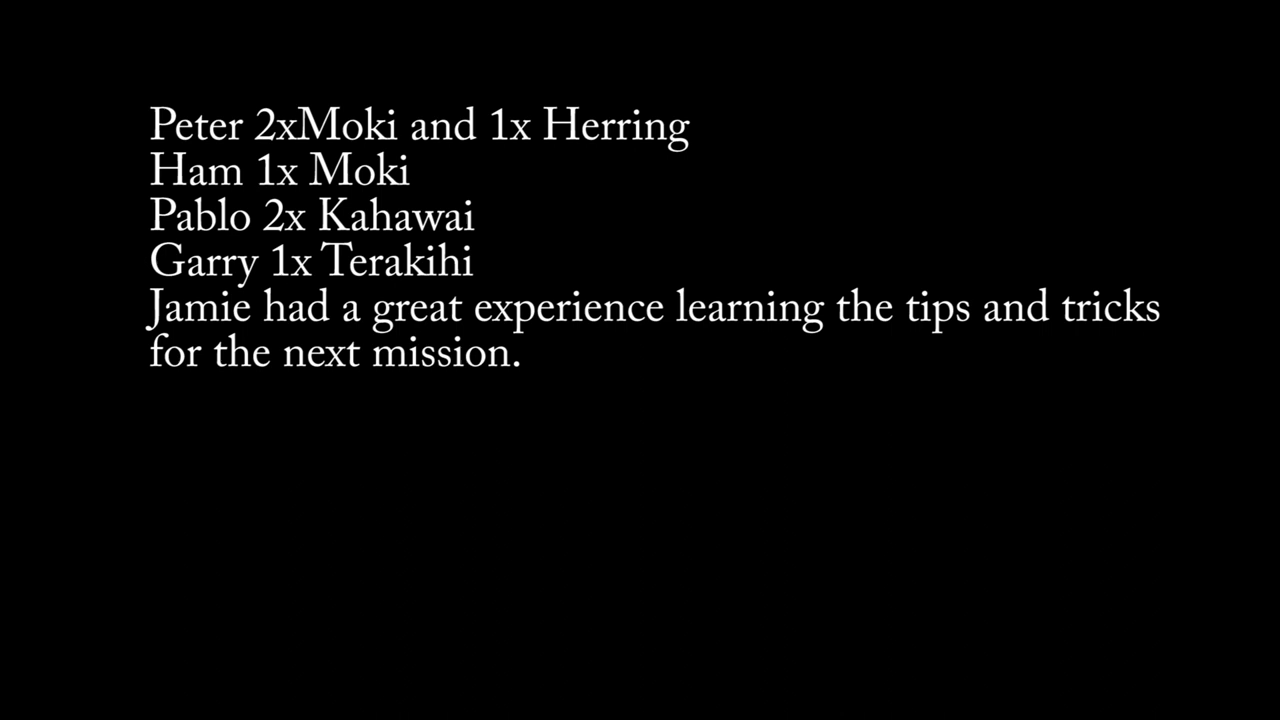 Peter 2xMoki and 1x Herring
Ham 1x Moki
Pablo 2x Kahawai
Garry 1x Terakihi
Jamie had a great experience learning the tips and tricks
for the next mission.